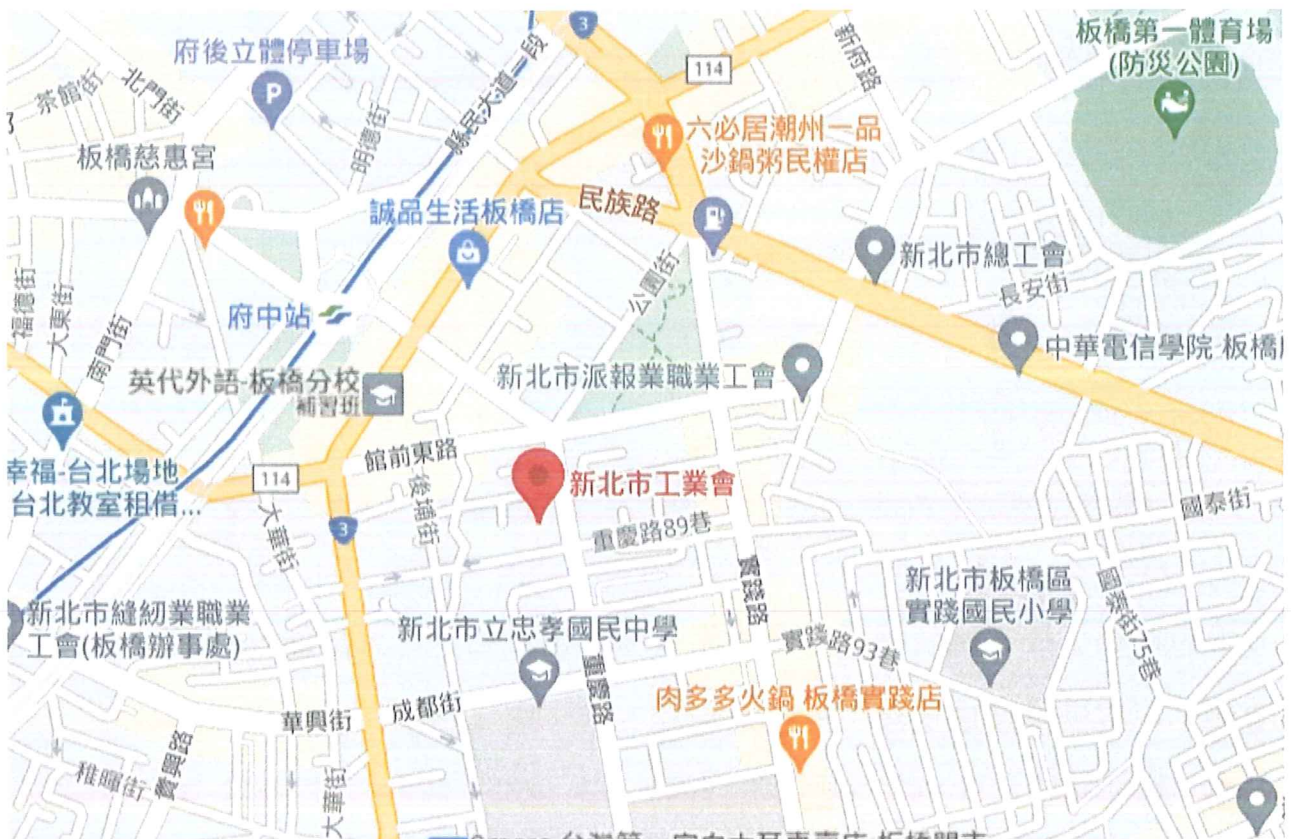 府後立體停車場
茶館街
北門街
明德街
縣民大道一段
3
114
新府路
板橋第一體育場
(防災公園)
六必居潮州一品
沙鍋粥民權店
板橋慈惠宮
誠品生活板橋店
民族路
新北市總工會
公園街
長安街
福德街
大東街
南門街
府中站
中華電信學院-板橋
英代外語-板橋分校
補習班
新北市派報業職業工會
幸福-台北場地
台北教室租借...
114
館前東路
後埔街
新北市工業會
3
大華街
重慶路89巷
國泰街
實踐路
新北市板橋區
實踐國民小學
國泰街75巷
新北市縫紉業職業
工會(板橋辦事處)
新北市立忠孝國民中學
實踐路93巷
重慶路
成都街
華興街
肉多多火鍋 板橋實踐店
稚暉街
大華街